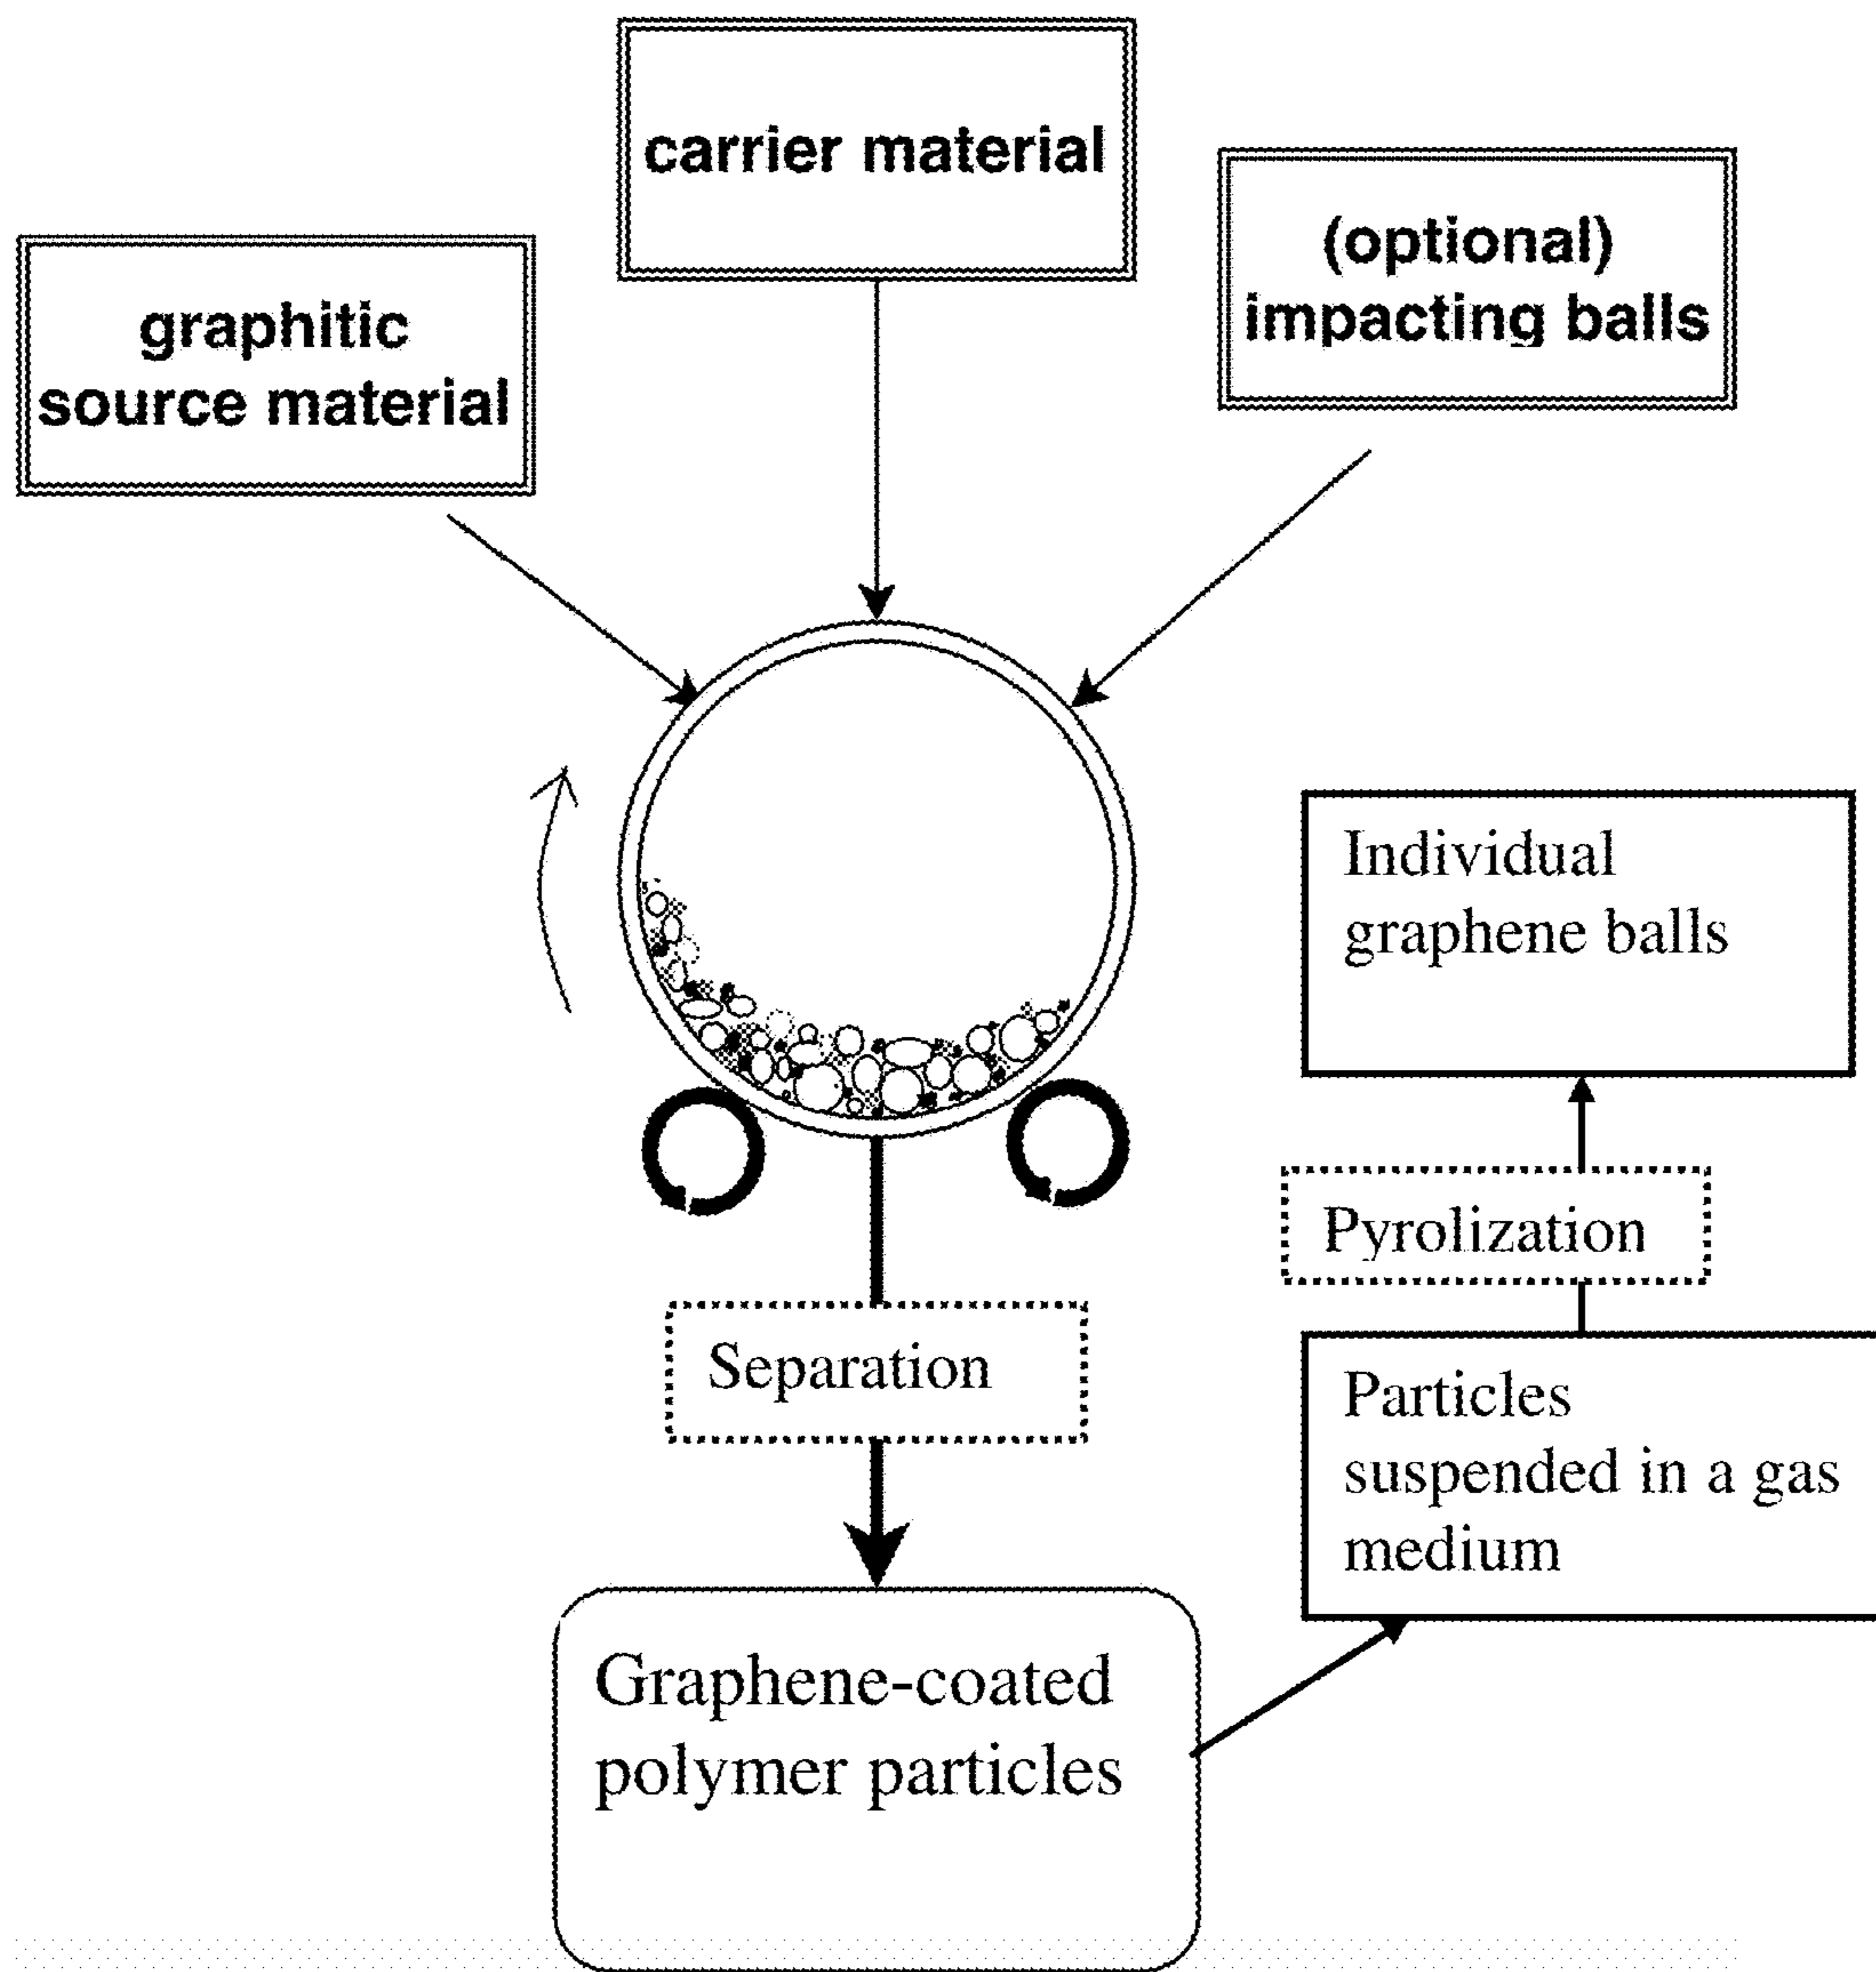 carrier material
(optional)
impacting balls
graphitic
source material
Individual
graphene balls
Pyrolization
Separation
Particles
suspended in a gas
medium
Graphene-coated
polymer particles